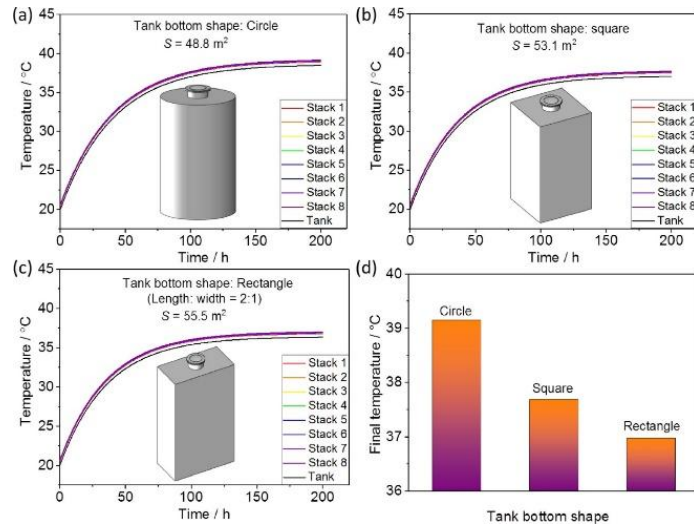 (a)
Tank bottom shape: Circle
S = 48.8 m²
Temperature / °C
45
40
35
30
25
20
Stack 1
Stack 2
Stack 3
Stack 4
Stack 5
Stack 6
Stack 7
Stack 8
Tank
0 50 100 150 200
Time / h
(b)
Tank bottom shape: square
S = 53.1 m²
Temperature / °C
45
40
35
30
25
20
Stack 1
Stack 2
Stack 3
Stack 4
Stack 5
Stack 6
Stack 7
Stack 8
Tank
0 50 100 150 200
Time / h
(c)
Tank bottom shape: Rectangle
(Length: width = 2:1)
S = 55.5 m²
Temperature / °C
45
40
35
30
25
20
Stack 1
Stack 2
Stack 3
Stack 4
Stack 5
Stack 6
Stack 7
Stack 8
Tank
0 50 100 150 200
Time / h
(d)
Final temperature / °C
40
39
38
37
36
Circle
Square
Rectangle
Tank bottom shape